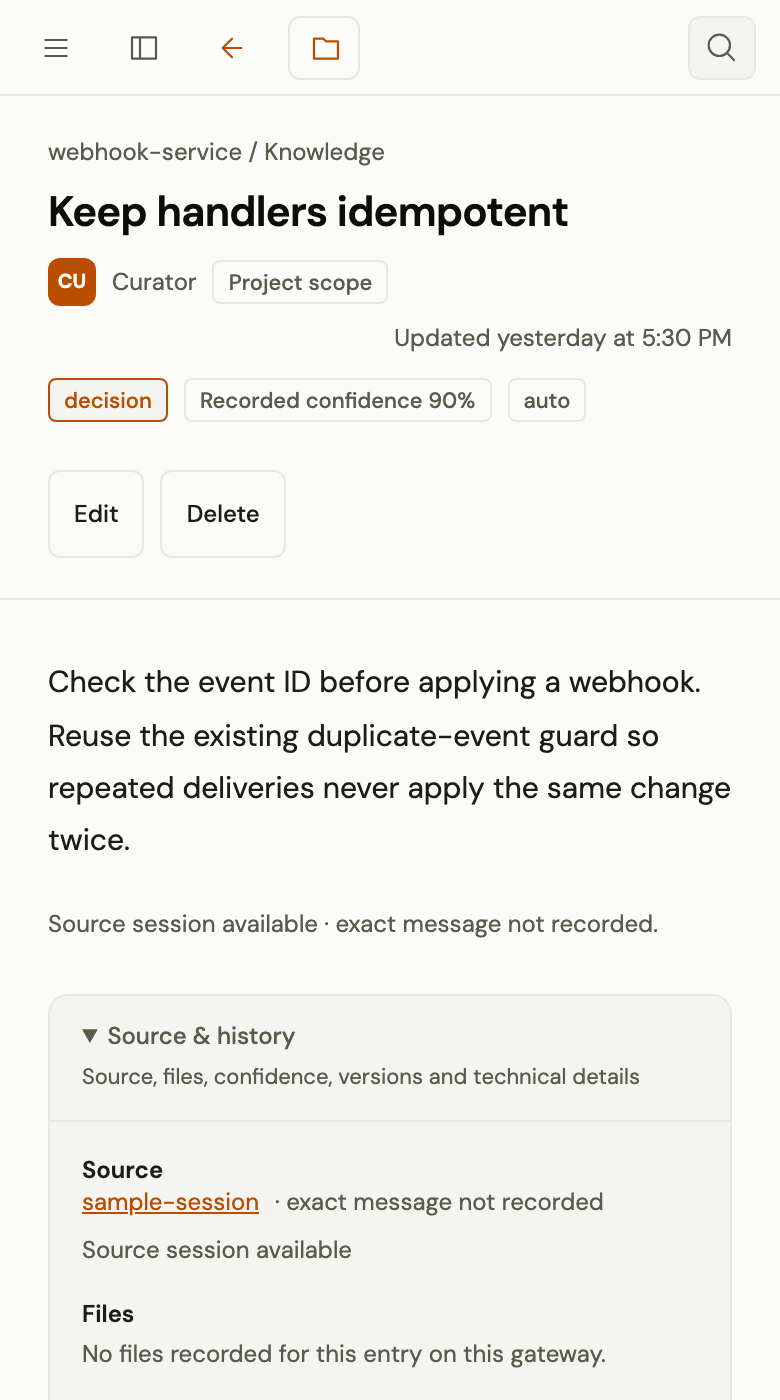 webhook-service / Knowledge
Keep handlers idempotent
CU Curator Project scope
Updated yesterday at 5:30 PM
decision Recorded confidence 90% auto
Edit Delete
Check the event ID before applying a webhook.
Reuse the existing duplicate-event guard so
repeated deliveries never apply the same change
twice.
Source session available · exact message not recorded.
▼ Source & history
Source, files, confidence, versions and technical details
Source
sample-session · exact message not recorded
Source session available
Files
No files recorded for this entry on this gateway.